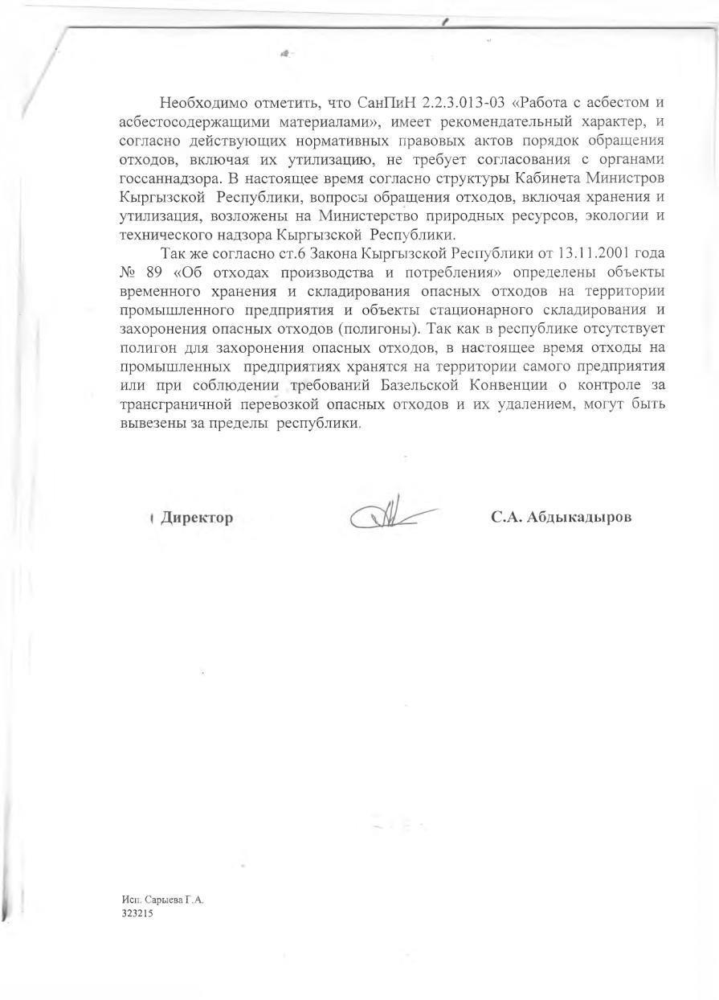 Необходимо отметить, что СанПиН 2.2.3.013-03 «Работа с асбестом и
асбестосодержащими материалами», имеет рекомендательный характер, и
согласно действующих нормативных правовых актов порядок обращения
отходов, включая их утилизацию, не требует согласования с органами
госсаннадзора. В настоящее время согласно структуры Кабинета Министров
Кыргызской Республики, вопросы обращения отходов, включая хранения и
утилизация, возложены на Министерство природных ресурсов, экологии и
технического надзора Кыргызской Республики.
Так же согласно ст.6 Закона Кыргызской Республики от 13.11.2001 года
№ 89 «Об отходах производства и потребления» определены объекты
временного хранения и складирования опасных отходов на территории
промышленного предприятия и объекты стационарного складирования и
захоронения опасных отходов (полигоны). Так как в республике отсутствует
полигон для захоронения опасных отходов, в настоящее время отходы на
промышленных предприятиях хранятся на территории самого предприятия
или при соблюдении требований Базельской Конвенции о контроле за
трансграничной перевозкой опасных отходов и их удалением, могут быть
вывезены за пределы республики.
Директор С.А. Абдыкадыров
Исп. Сарыева Г.А.
323215